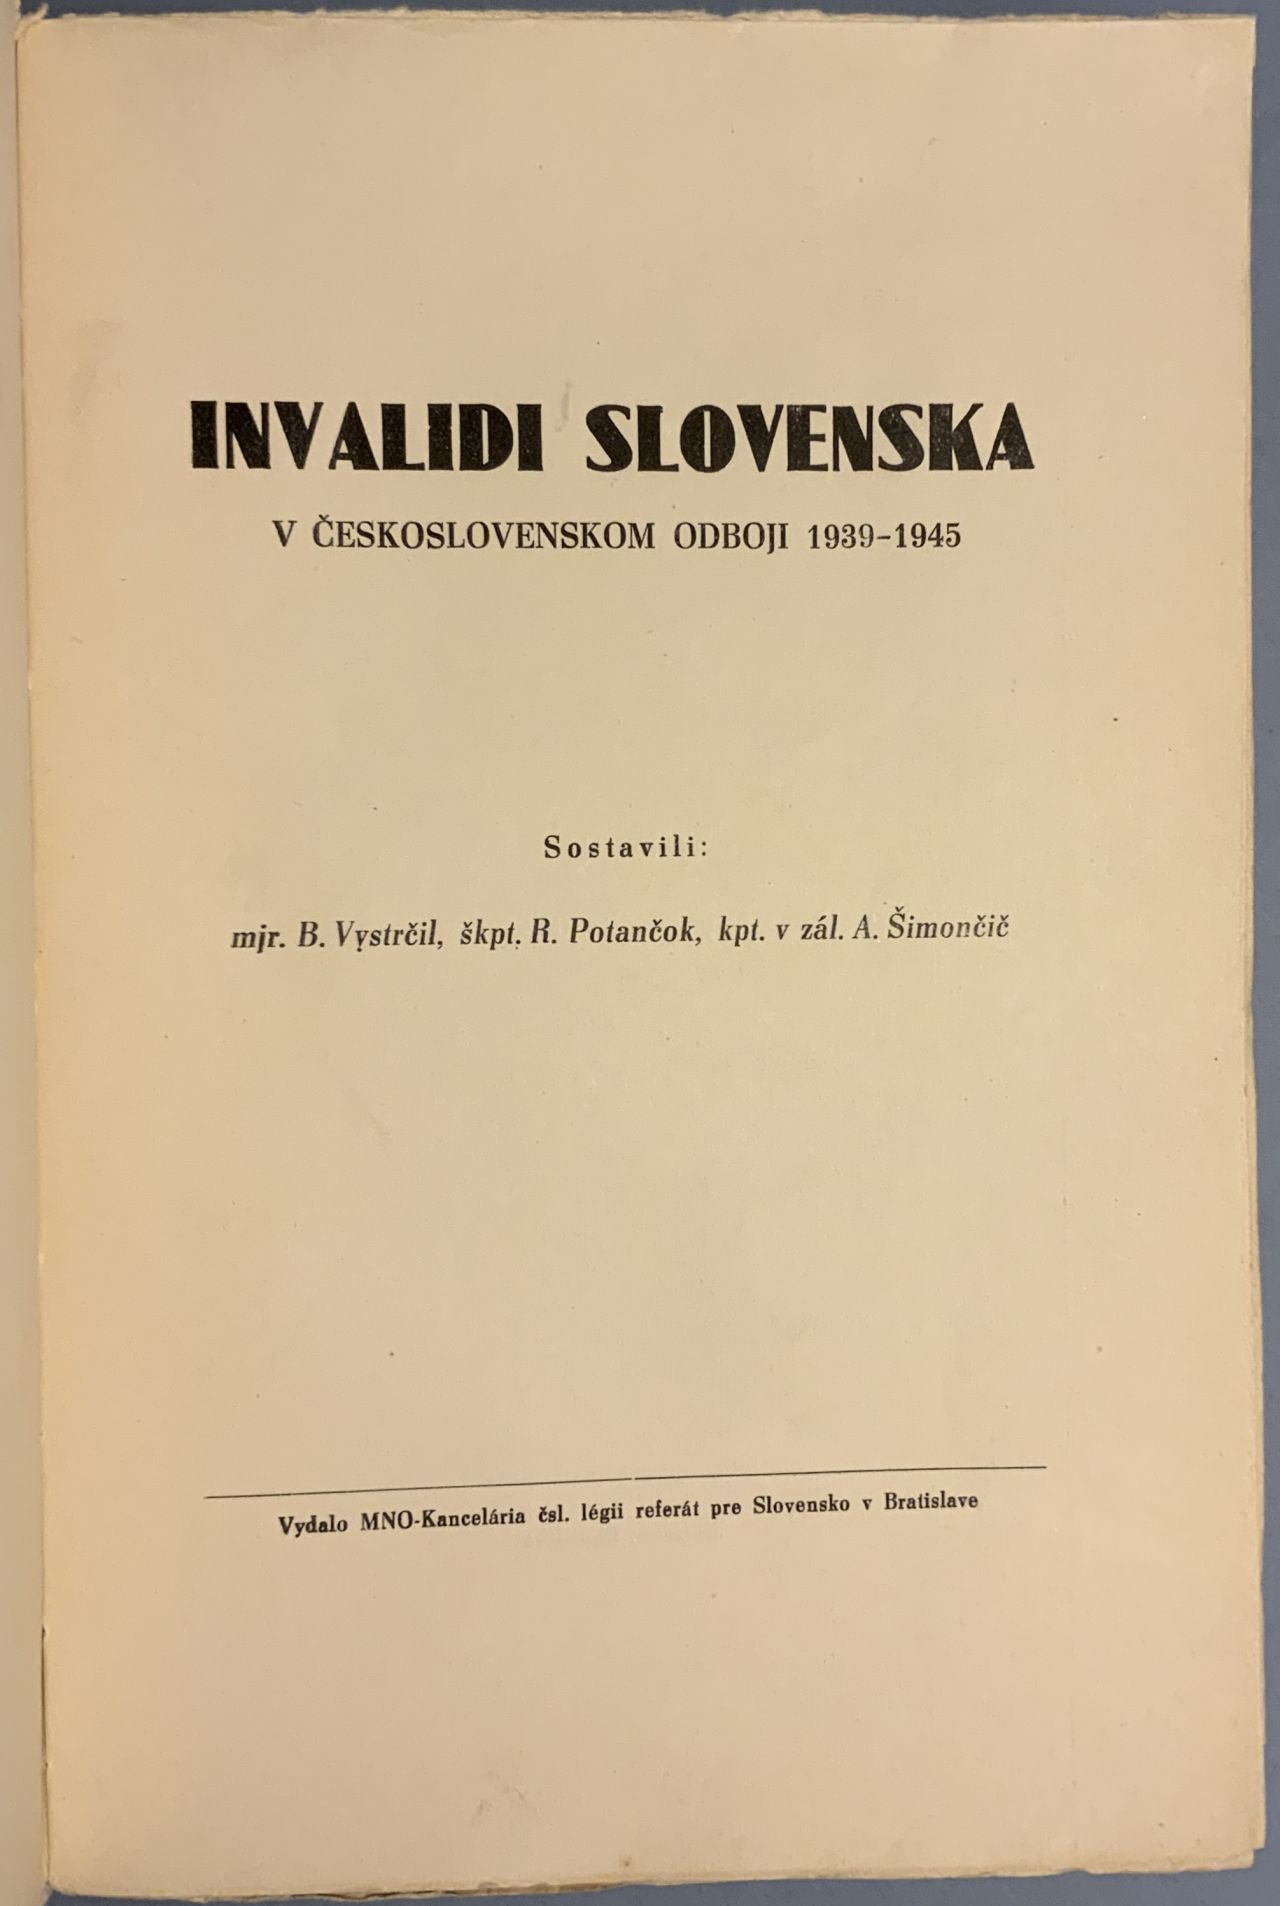 INVALIDI SLOVENSKA
V ČESKOSLOVENSKOM ODBOJI 1939-1945
Sostavili:
mjr. B. Vystrčil, škpt. R. Potančok, kpt. v zál. A. Šimončič
Vydalo MNO-Kancelária čsl. légii referát pre Slovensko v Bratislave